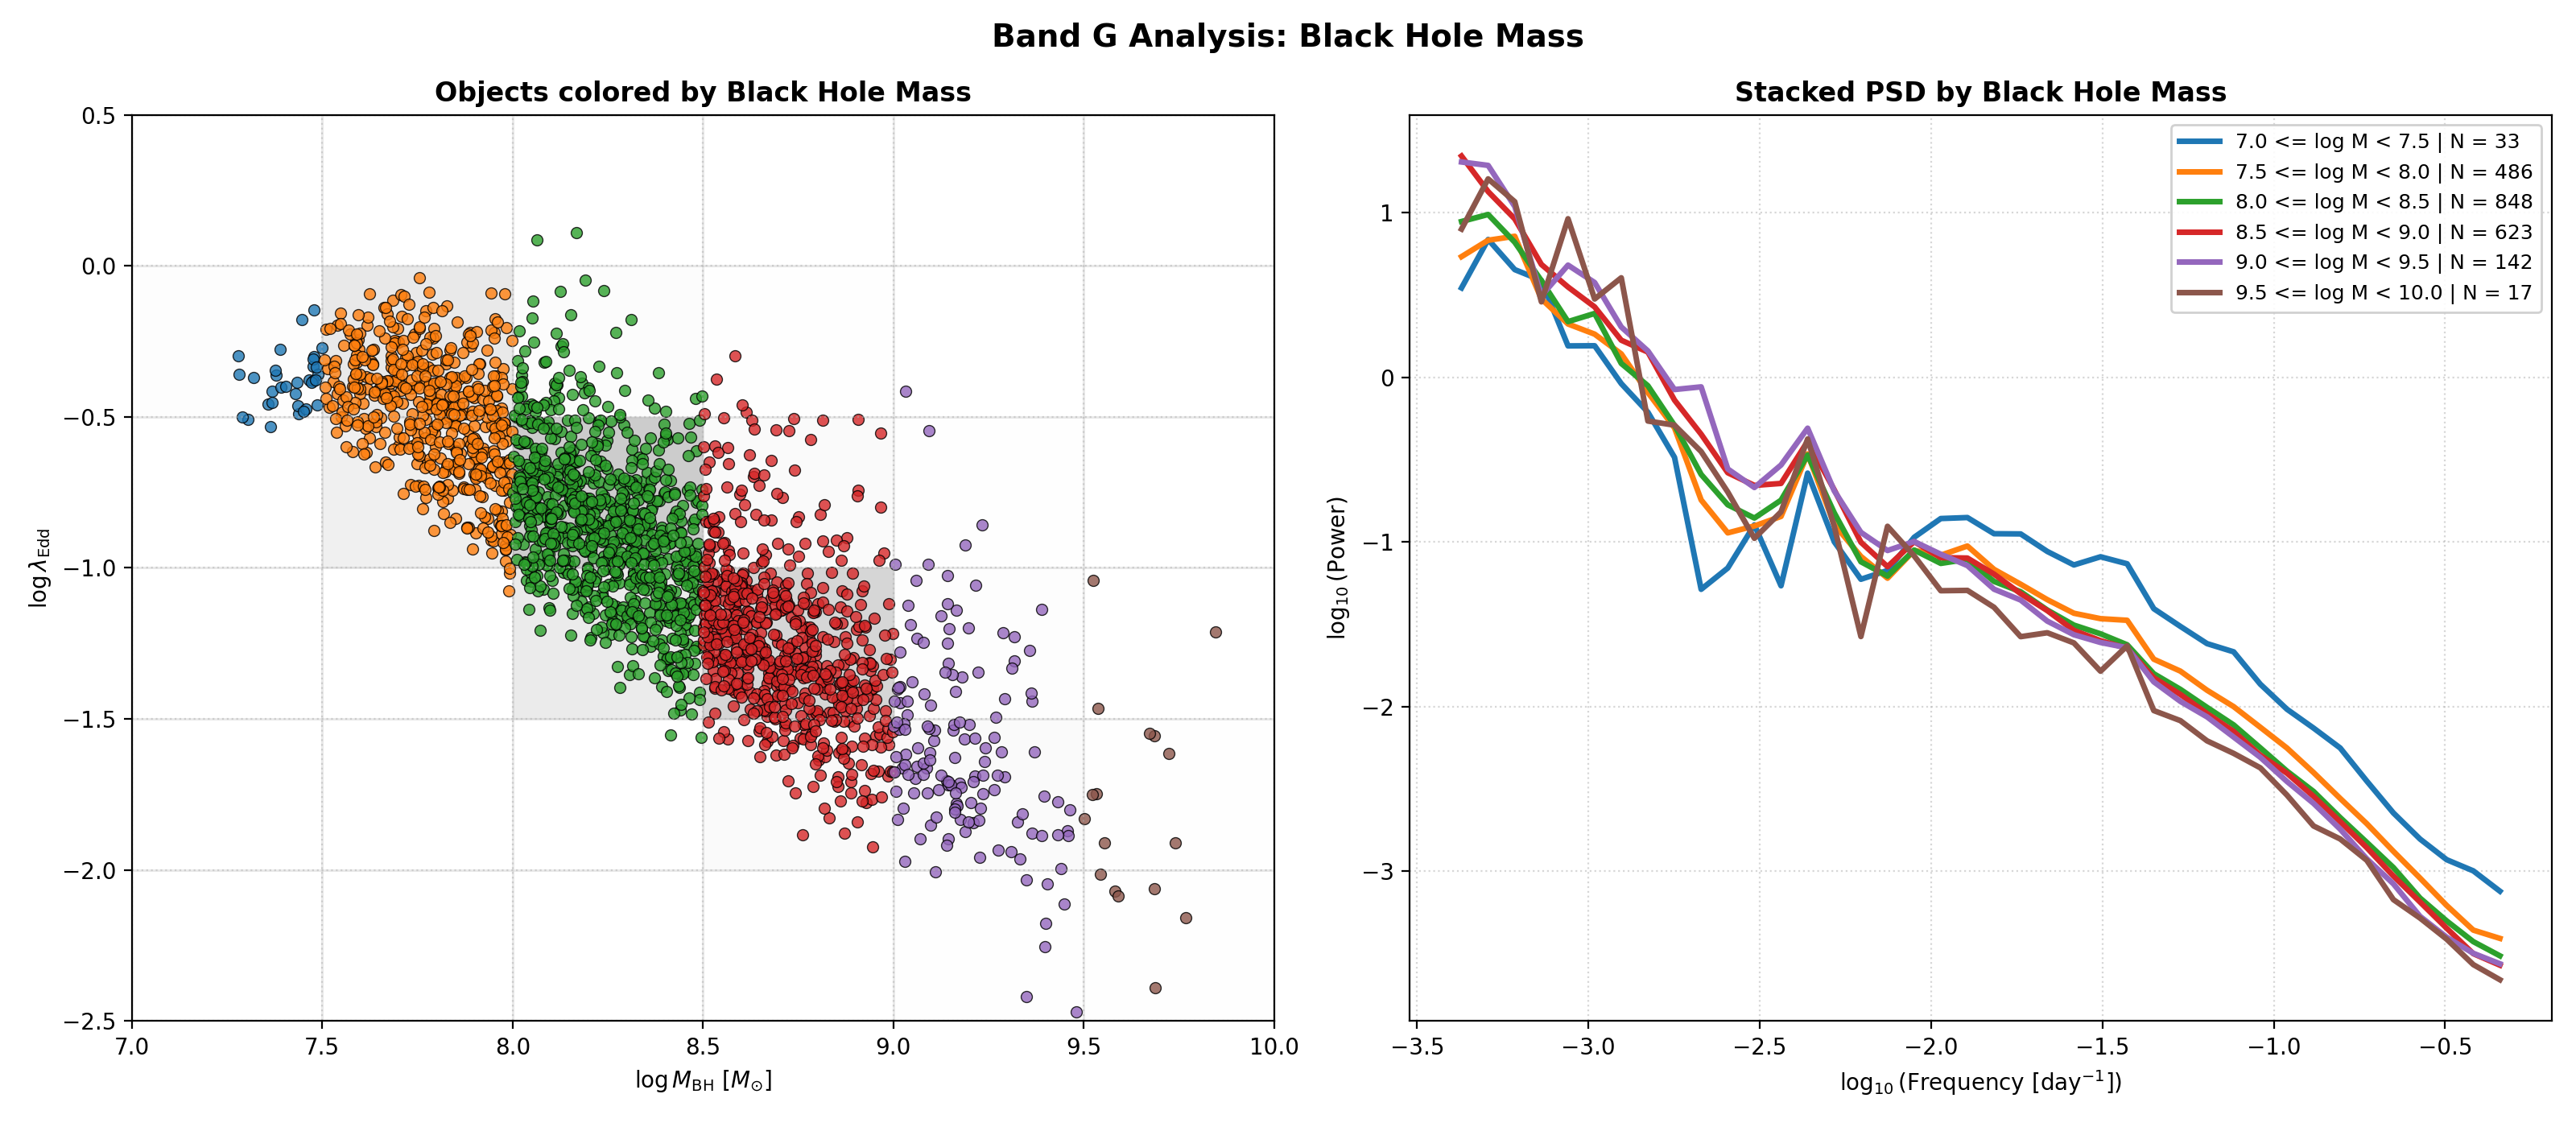 Band G Analysis: Black Hole Mass
Objects colored by Black Hole Mass
0.5
0.0
−0.5
−1.0
−1.5
−2.0
−2.5
log λ_Edd
7.0 7.5 8.0 8.5 9.0 9.5 10.0
log M_BH [M_⊙]
Stacked PSD by Black Hole Mass
7.0 <= log M < 7.5 | N = 33
7.5 <= log M < 8.0 | N = 486
8.0 <= log M < 8.5 | N = 848
8.5 <= log M < 9.0 | N = 623
9.0 <= log M < 9.5 | N = 142
9.5 <= log M < 10.0 | N = 17
1
0
−1
−2
−3
log₁₀ (Power)
−3.5 −3.0 −2.5 −2.0 −1.5 −1.0 −0.5
log₁₀ (Frequency [day⁻¹])